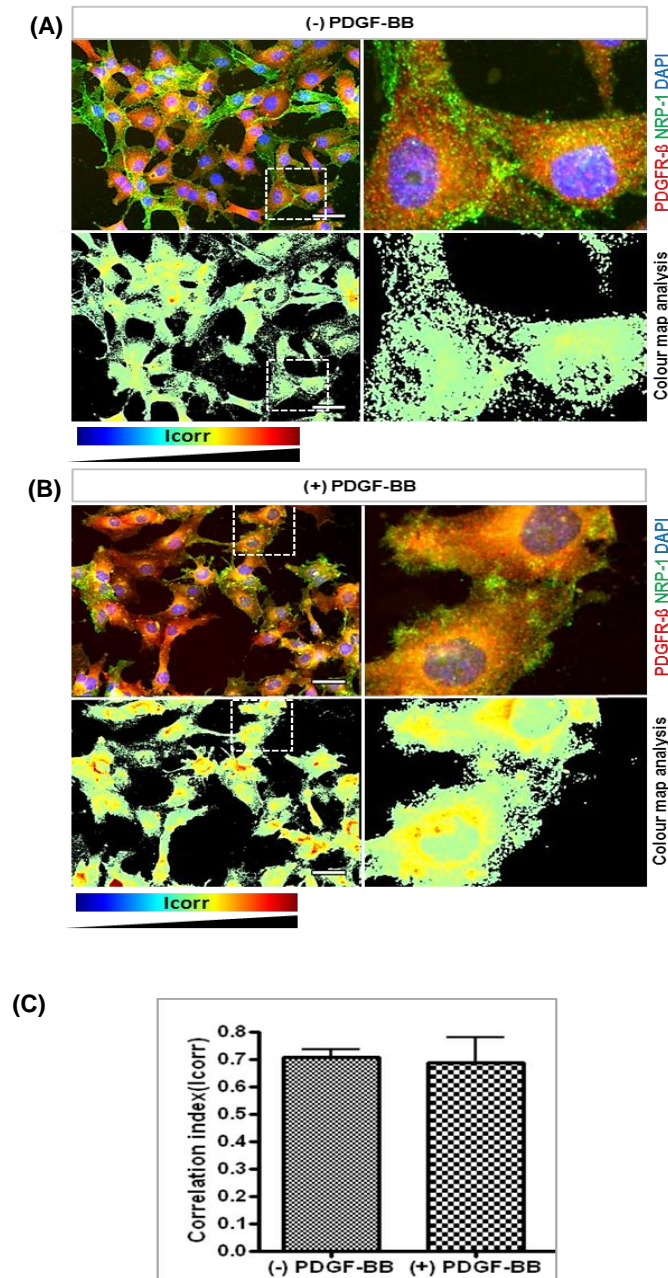 (A)
(-) PDGF-BB
PDGFR-ß NRP-1 DAPI
Colour map analysis
Icorr
(B)
(+) PDGF-BB
PDGFR-ß NRP-1 DAPI
Colour map analysis
Icorr
(C)
Correlation index(Icorr)
0.8
0.7
0.6
0.5
0.4
0.3
0.2
0.1
0.0
(-) PDGF-BB (+) PDGF-BB